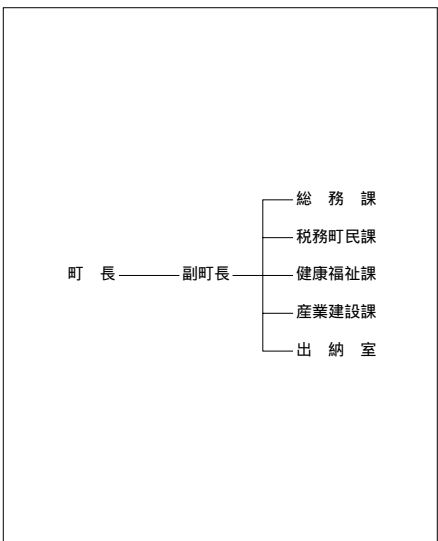 総務課
税務町民課
町長 副町長 健康福祉課
産業建設課
出納室